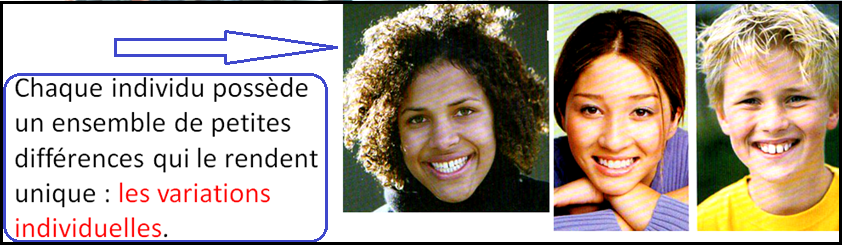 Chaque individu possède
un ensemble de petites
différences qui le rendent
unique : les variations
individuelles.